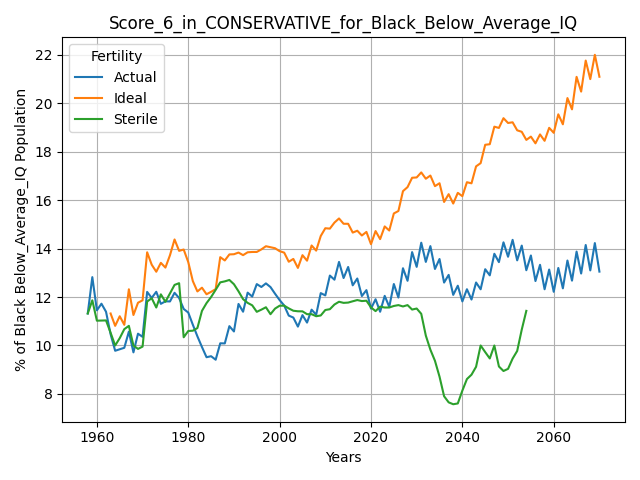 Score_6_in_CONSERVATIVE_for_Black_Below_Average_IQ
Fertility
Actual
Ideal
Sterile
% of Black Below_Average_IQ Population
22
20
18
16
14
12
10
8
1960
1980
2000
2020
2040
2060
Years